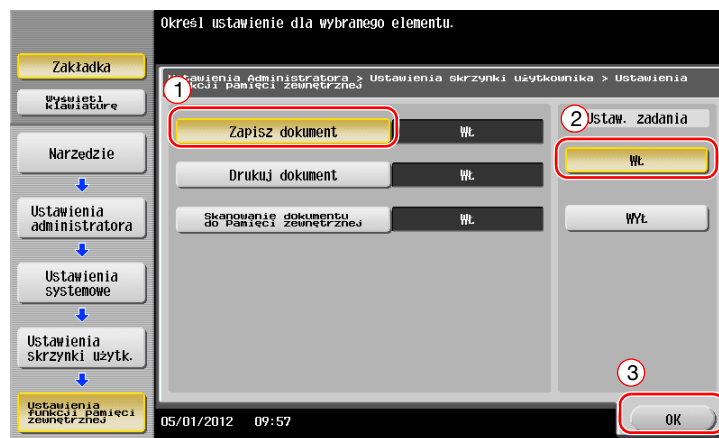 Określ ustawienie dla wybranego elementu.
Zakładka
Wyświetl
klawiaturę
Narzędzie
Ustawienia
administratora
Ustawienia
systemowe
Ustawienia
skrzynki użytk.
Ustawienia
funkcji pamięci
zewnętrznej
Ustawienia Administratora > Ustawienia skrzynki użytkownika > Ustawienia
funkcji pamięci zewnętrznej
1
Zapisz dokument
WŁ.
Drukuj dokument
WŁ.
Skanowanie dokumentu
do Pamięci zewnętrznej
WŁ.
2
Ustaw. zadania
WŁ.
WYŁ.
3
05/01/2012 09:57
OK